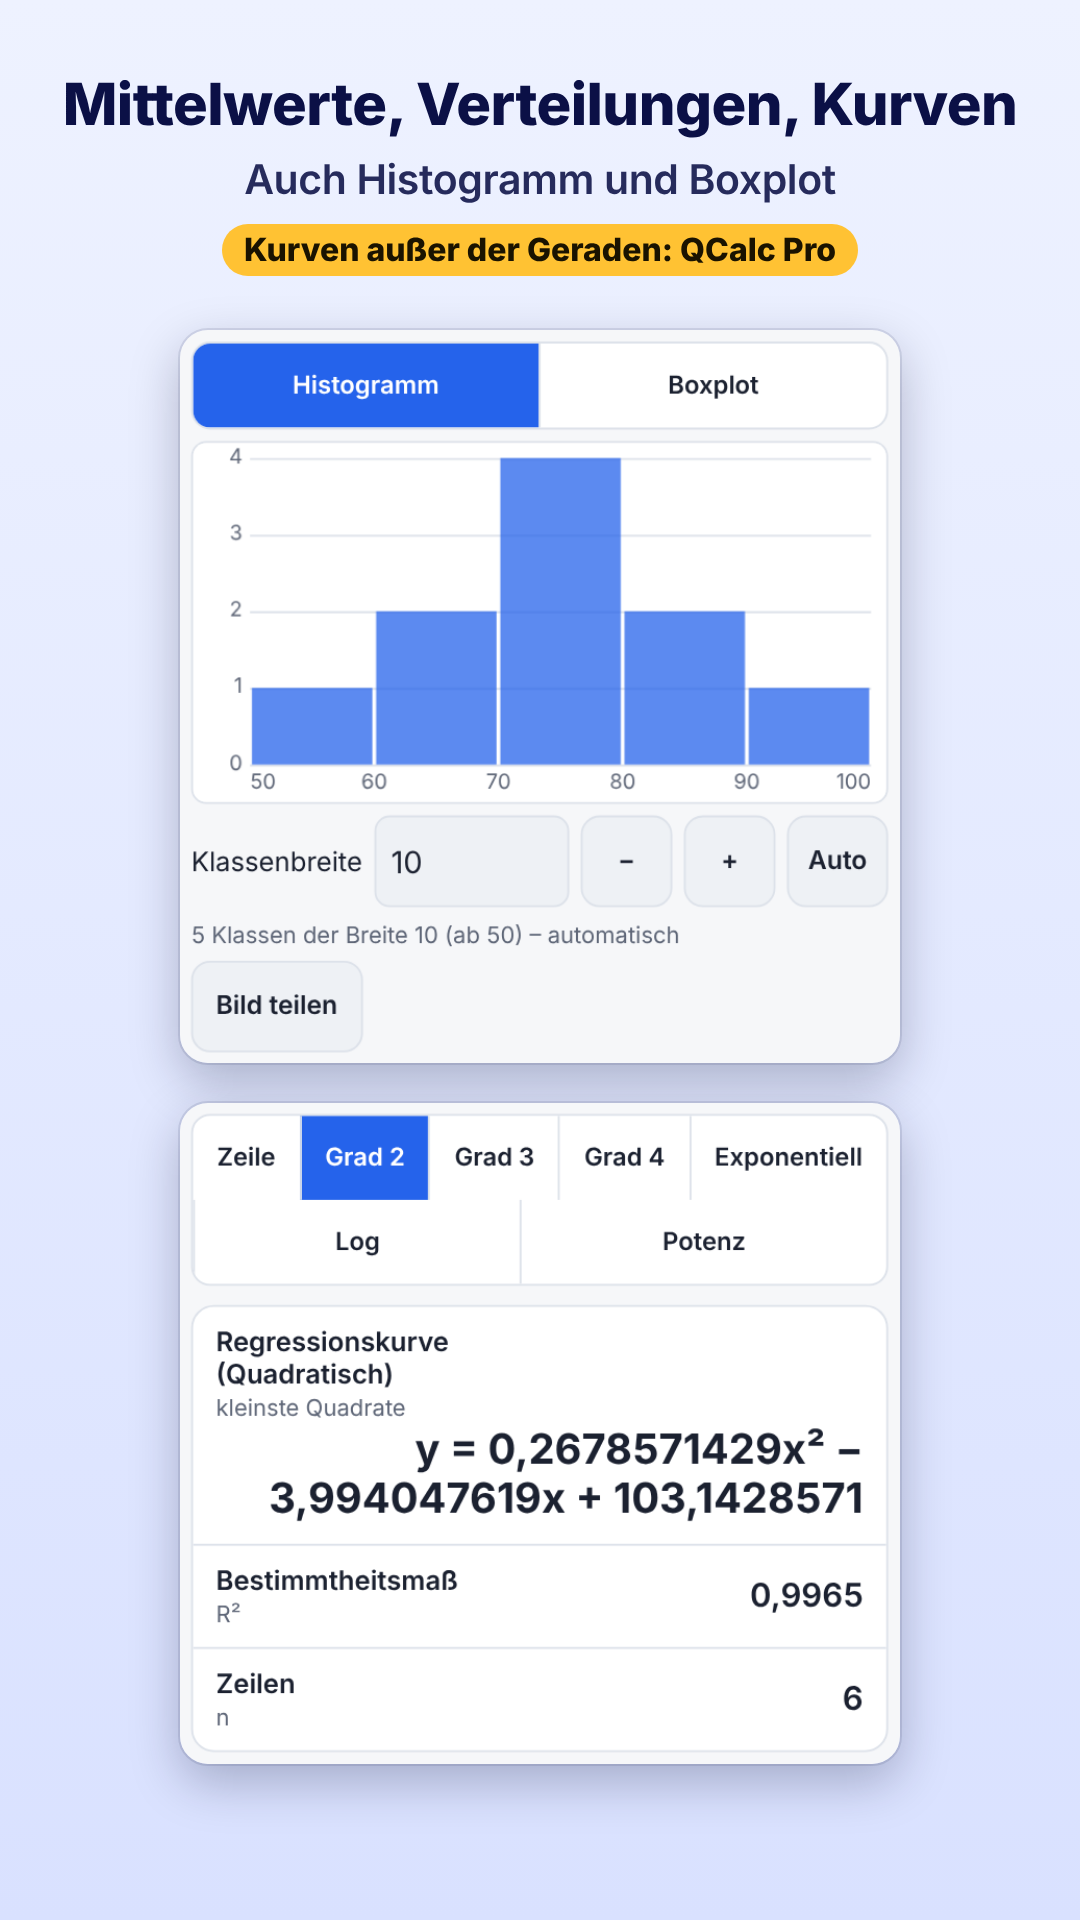 Mittelwerte, Verteilungen, Kurven
Auch Histogramm und Boxplot
Kurven außer der Geraden: QCalc Pro
Histogramm
Boxplot
4
3
2
1
0
50 60 70 80 90 100
Klassenbreite 10 – + Auto
5 Klassen der Breite 10 (ab 50) – automatisch
Bild teilen
Zeile Grad 2 Grad 3 Grad 4 Exponentiell
Log Potenz
Regressionskurve
(Quadratisch)
kleinste Quadrate
y = 0,2678571429x² –
3,994047619x + 103,1428571
Bestimmtheitsmaß
R²
0,9965
Zeilen
n
6